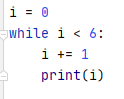 i = 0
while i < 6:
    i += 1
    print(i)